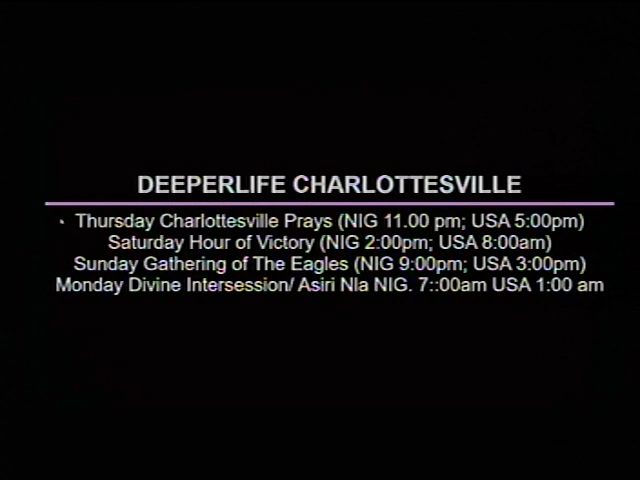 DEEPERLIFE CHARLOTTESVILLE
Thursday Charlottesville Prays (NIG 11.00 pm; USA 5:00pm)
Saturday Hour of Victory (NIG 2:00pm; USA 8:00am)
Sunday Gathering of The Eagles (NIG 9:00pm; USA 3:00pm)
Monday Divine Intersession/ Asiri Nla NIG. 7::00am USA 1:00 am